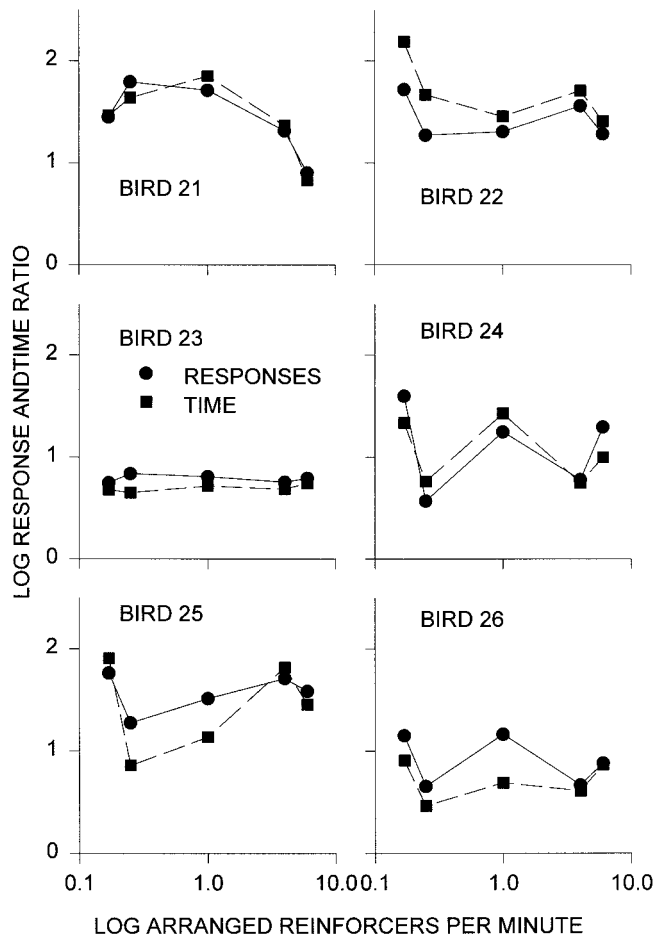 2
1
0
BIRD 21
BIRD 22
2
1
0
BIRD 23
RESPONSES
TIME
BIRD 24
2
1
0
BIRD 25
BIRD 26
0.1 1.0 10.0 0.1 1.0 10.0
LOG RESPONSE ANDTIME RATIO
LOG ARRANGED REINFORCERS PER MINUTE